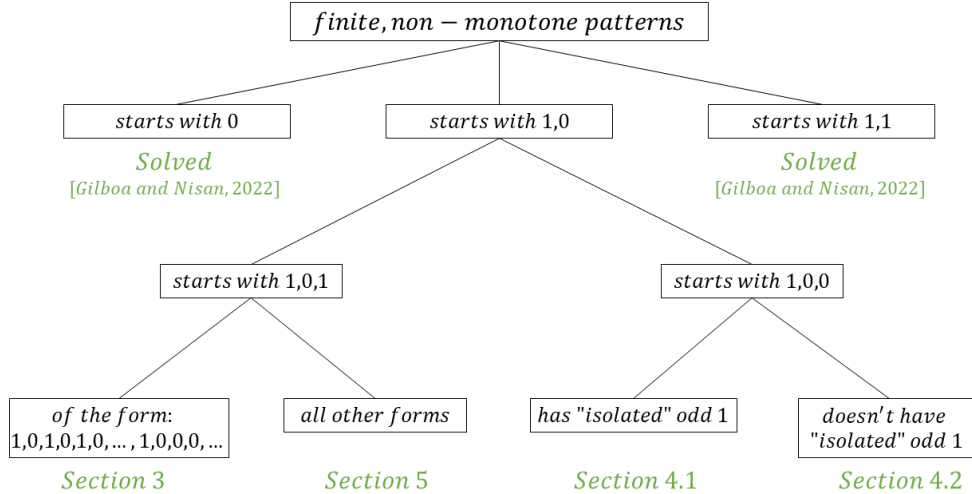 finite, non − monotone patterns
starts with 0
starts with 1,0
starts with 1,1
Solved
[Gilboa and Nisan, 2022]
Solved
[Gilboa and Nisan, 2022]
starts with 1,0,1
starts with 1,0,0
of the form:
1,0,1,0,1,0, … , 1,0,0,0, …
all other forms
has "isolated" odd 1
doesn't have
"isolated" odd 1
Section 3
Section 5
Section 4.1
Section 4.2